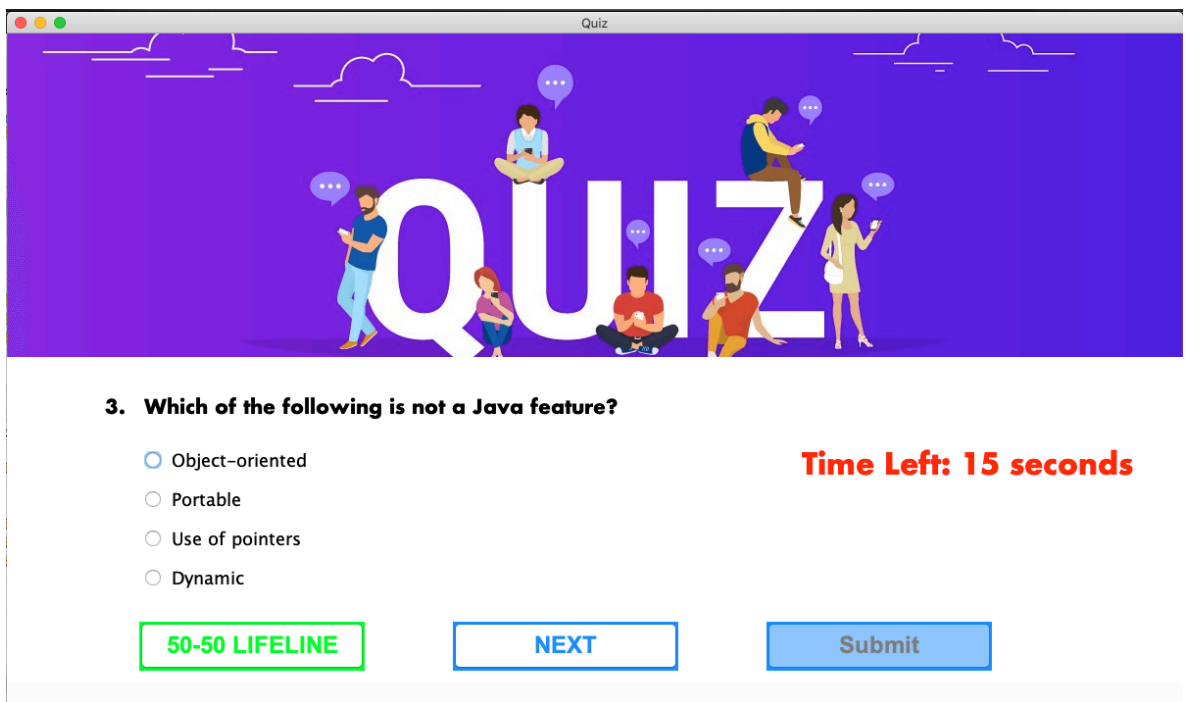 Quiz
QUIZ
3. Which of the following is not a Java feature?
Object-oriented
Time Left: 15 seconds
Portable
Use of pointers
Dynamic
50-50 LIFELINE NEXT Submit